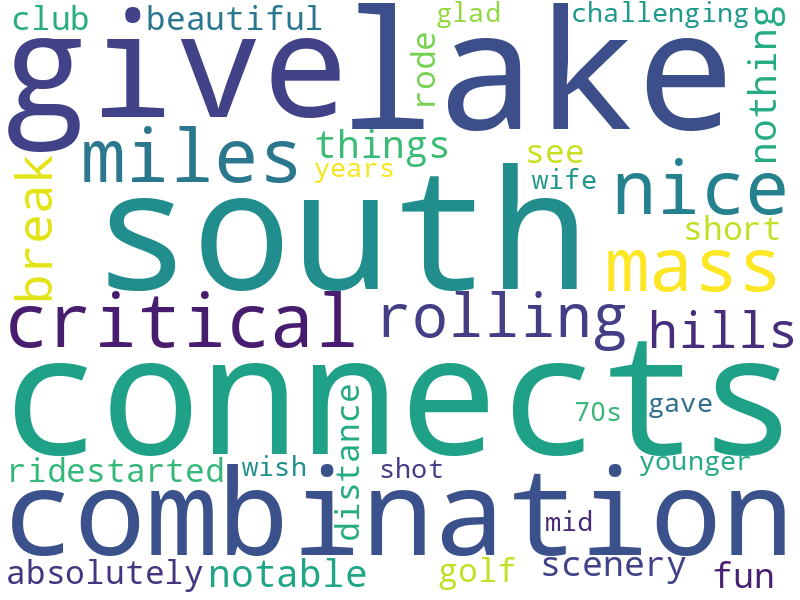 club
beautiful
glad
challenging
give
lake
rode
nothing
miles
things
years
see
wife
nice
break
south
short
mass
critical
rolling
hills
connects
distance
70s
gave
ridestarted
wish
shot
younger
combination
mid
absolutely
notable
golf
scenery
fun